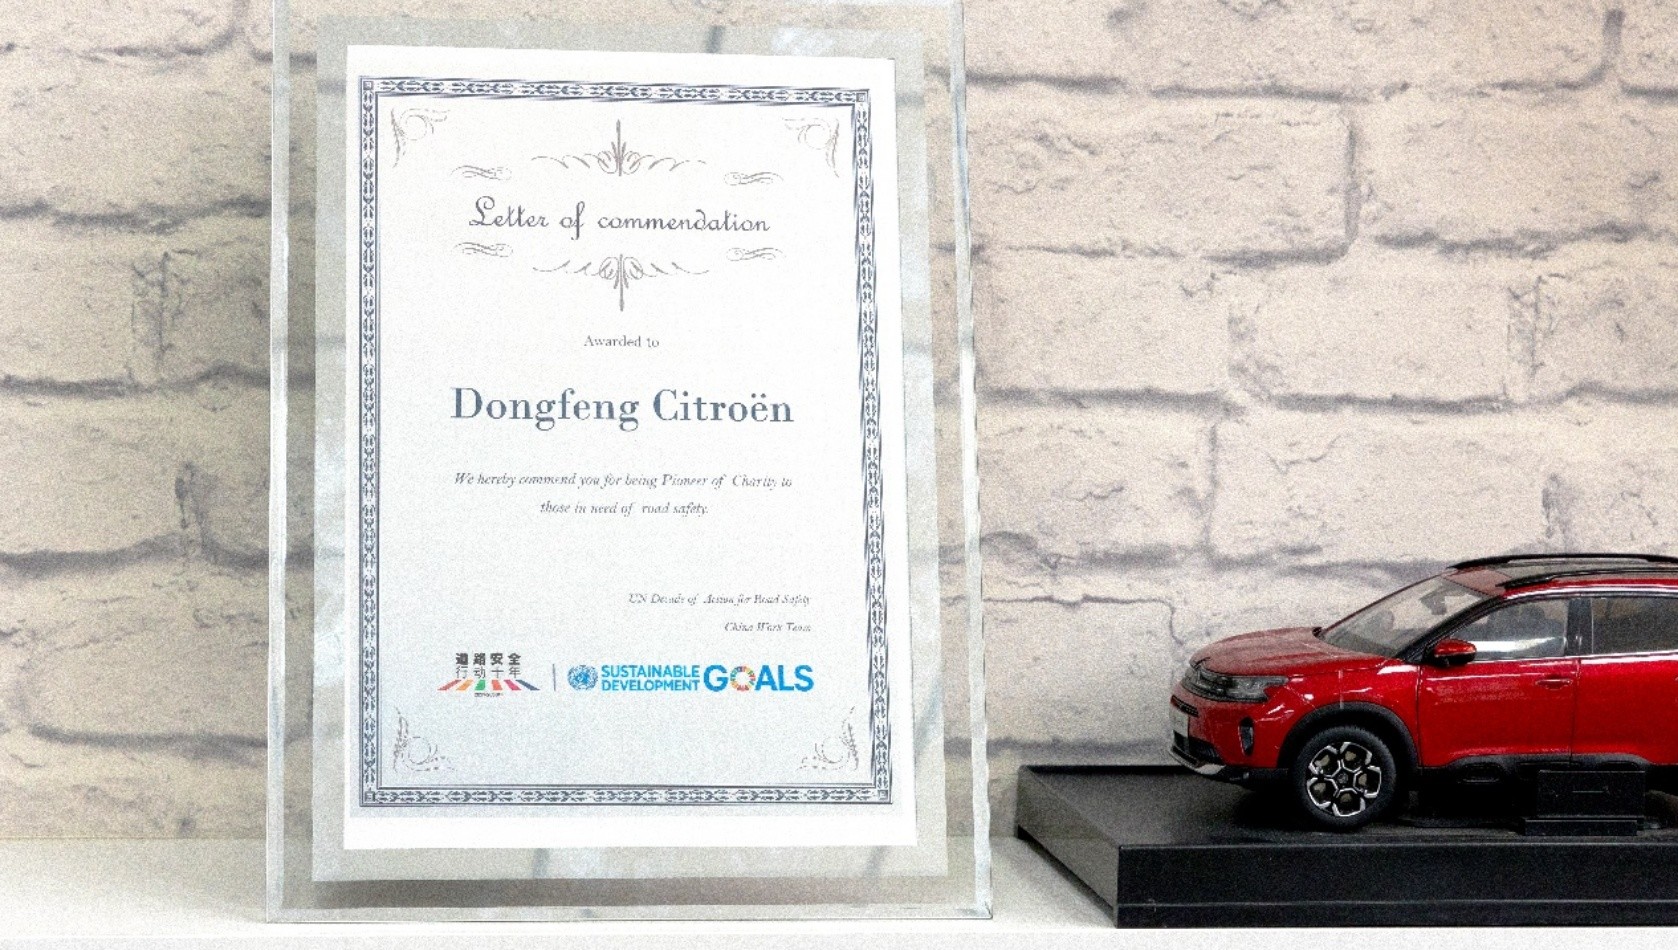 Letter of commendation
Awarded to
Dongfeng Citroën
We hereby commend you for being Pioneer of Charity to
those in need of road safety.
UN Decade of Action for Road Safety
China Work Team
道路安全
行动十年
SUSTAINABLE
DEVELOPMENT
GOALS